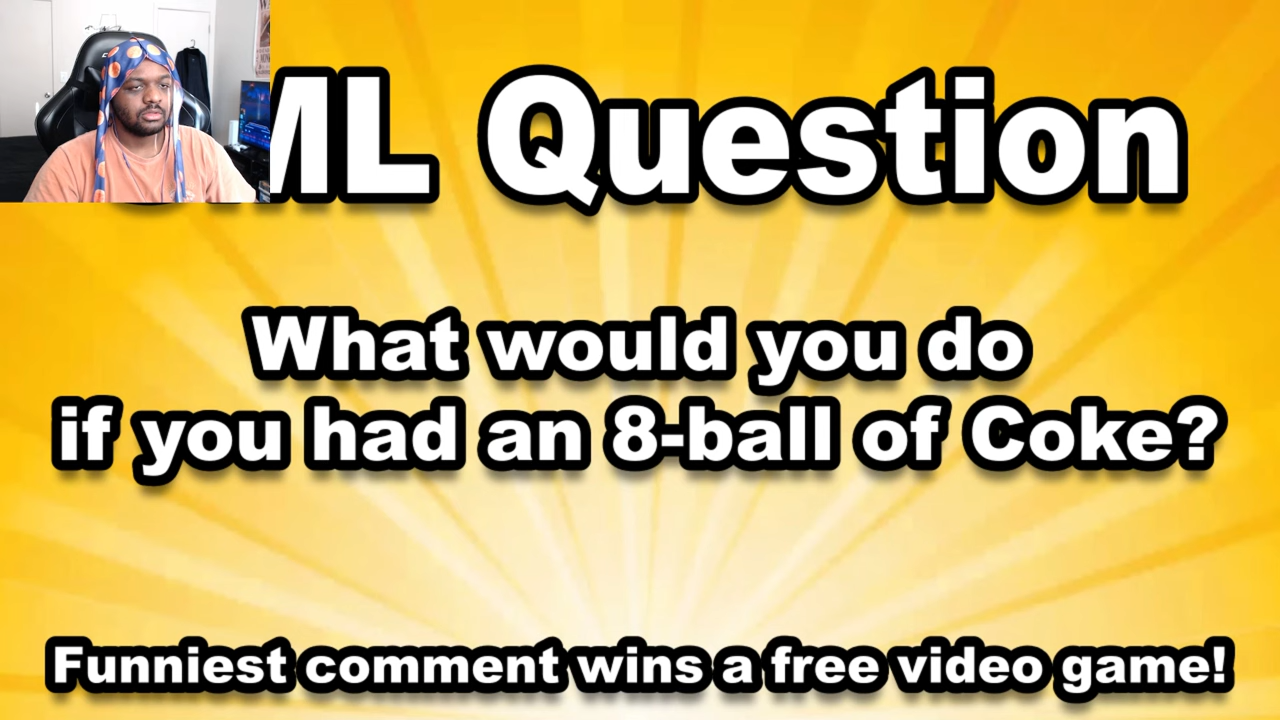 ML Question
What would you do
if you had an 8-ball of Coke?
Funniest comment wins a free video game!